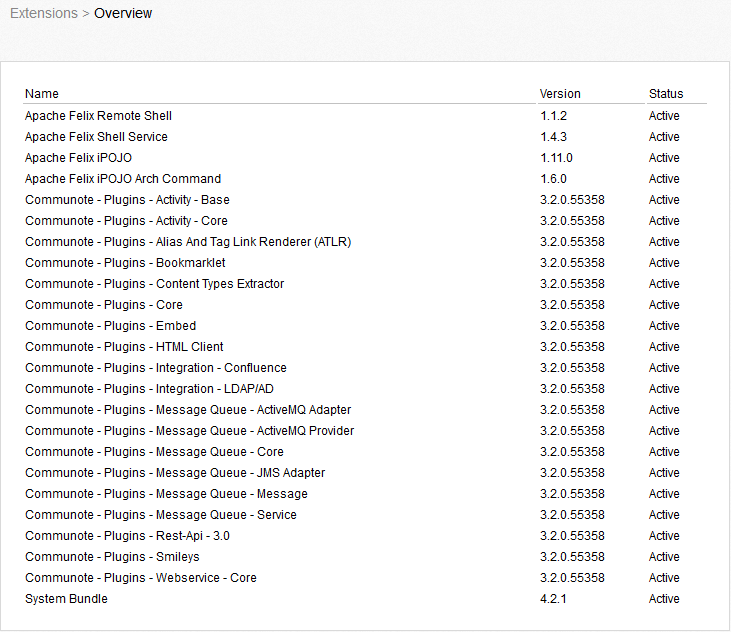 Extensions > Overview
Name Version Status
Apache Felix Remote Shell 1.1.2 Active
Apache Felix Shell Service 1.4.3 Active
Apache Felix iPOJO 1.11.0 Active
Apache Felix iPOJO Arch Command 1.6.0 Active
Communote - Plugins - Activity - Base 3.2.0.55358 Active
Communote - Plugins - Activity - Core 3.2.0.55358 Active
Communote - Plugins - Alias And Tag Link Renderer (ATLR) 3.2.0.55358 Active
Communote - Plugins - Bookmarklet 3.2.0.55358 Active
Communote - Plugins - Content Types Extractor 3.2.0.55358 Active
Communote - Plugins - Core 3.2.0.55358 Active
Communote - Plugins - Embed 3.2.0.55358 Active
Communote - Plugins - HTML Client 3.2.0.55358 Active
Communote - Plugins - Integration - Confluence 3.2.0.55358 Active
Communote - Plugins - Integration - LDAP/AD 3.2.0.55358 Active
Communote - Plugins - Message Queue - ActiveMQ Adapter 3.2.0.55358 Active
Communote - Plugins - Message Queue - ActiveMQ Provider 3.2.0.55358 Active
Communote - Plugins - Message Queue - Core 3.2.0.55358 Active
Communote - Plugins - Message Queue - JMS Adapter 3.2.0.55358 Active
Communote - Plugins - Message Queue - Message 3.2.0.55358 Active
Communote - Plugins - Message Queue - Service 3.2.0.55358 Active
Communote - Plugins - Rest-Api - 3.0 3.2.0.55358 Active
Communote - Plugins - Smileys 3.2.0.55358 Active
Communote - Plugins - Webservice - Core 3.2.0.55358 Active
System Bundle 4.2.1 Active